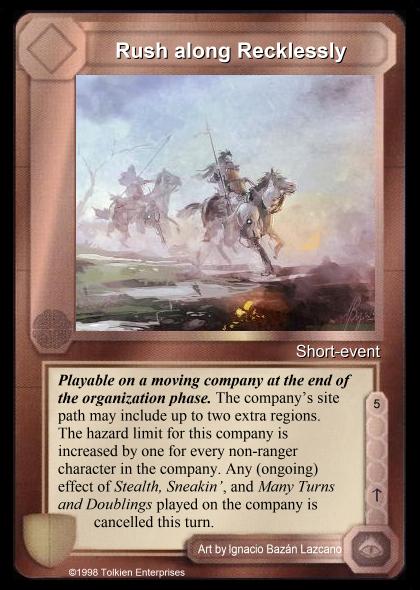 Rush along Recklessly
Short-event
Playable on a moving company at the end of
the organization phase. The company's site
path may include up to two extra regions.
The hazard limit for this company is
increased by one for every non-ranger
character in the company. Any (ongoing)
effect of Stealth, Sneakin', and Many Turns
and Doublings played on the company is
cancelled this turn.
5
Art by Ignacio Bazán Lazcano
©1998 Tolkien Enterprises